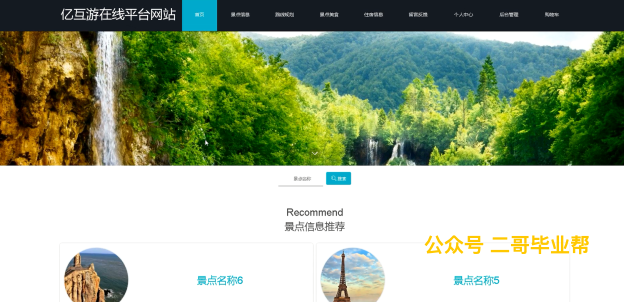 亿互游在线平台网站
首页 景点信息 路线规划 景点美食 住宿信息 留言反馈 个人中心 后台管理 购物车
景点名称 搜索
Recommend
景点信息推荐
公众号 二哥毕业帮
景点名称6 景点名称5